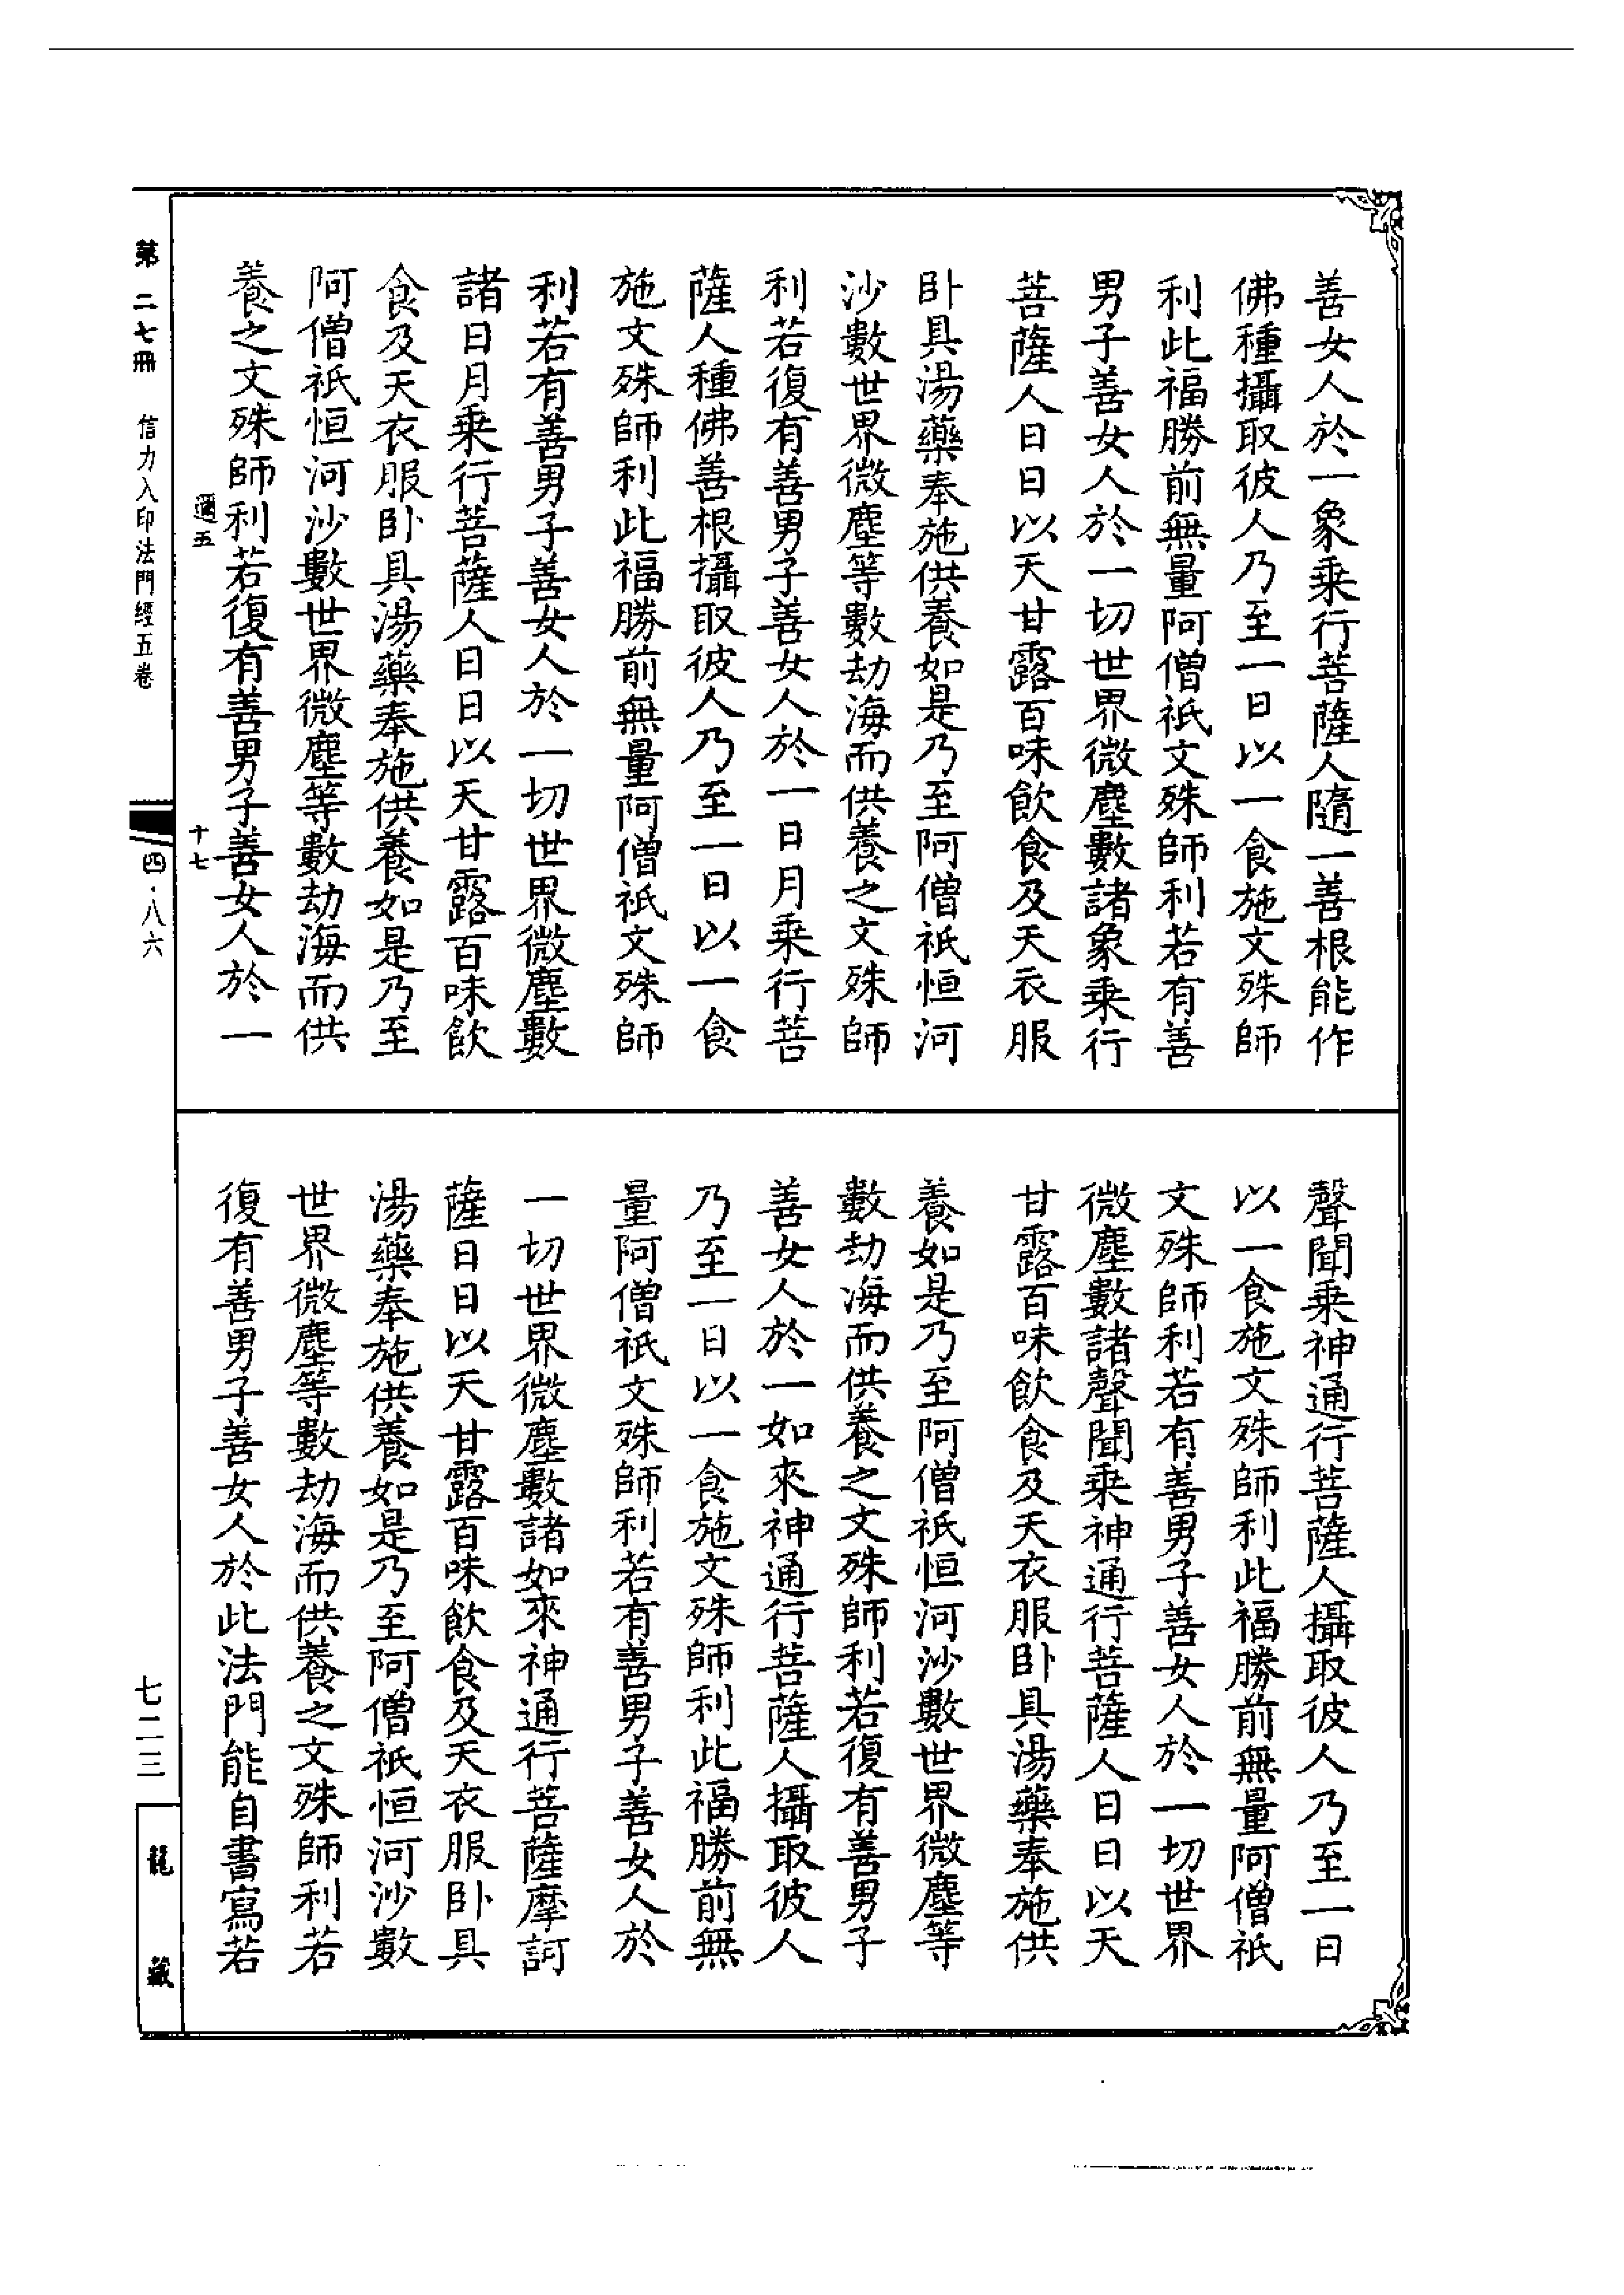 善女人於一象乘行菩薩人隨一善根能作
佛種攝取彼人乃至一日以一食施文殊師
利此福勝前無量阿僧祇文殊師利若有善
男子善女人於一切世界微塵數諸象乘行
菩薩人日日以天甘露百味飲食及天衣服
卧具湯藥奉施供養如是乃至阿僧祇恒河
沙數世界微塵等數劫海而供養之文殊師
利若復有善男子善女人於一日月乘行菩
薩人種佛善根攝取彼人乃至一日以一食
施文殊師利此福勝前無量阿僧祇文殊師
利若有善男子善女人於一切世界微塵數
諸日月乘行菩薩人日日以天甘露百味飲
食及天衣服卧具湯藥奉施供養如是乃至
阿僧祇恒河沙數世界微塵等數劫海而供
養之文殊師利若復有善男子善女人於一
聲聞乘神通行菩薩人攝取彼人乃至一日
以一食施文殊師利此福勝前無量阿僧祇
文殊師利若有善男子善女人於一切世界
微塵數諸聲聞乘神通行菩薩人日日以天
甘露百味飲食及天衣服卧具湯藥奉施供
養如是乃至阿僧祇恒河沙數世界微塵等
數劫海而供養之文殊師利若復有善男子
善女人於一如來神通行菩薩人攝取彼人
乃至一日以一食施文殊師利此福勝前無
量阿僧祇文殊師利若有善男子善女人於
一切世界微塵數諸如來神通行菩薩摩訶
薩日日以天甘露百味飲食及天衣服卧具
湯藥奉施供養如是乃至阿僧祇恒河沙數
世界微塵等數劫海而供養之文殊師利若
復有善男子善女人於此法門能自書寫若
邇五 十七
第二七冊 信力入印法門經五卷 四·八六 七二三
龍藏